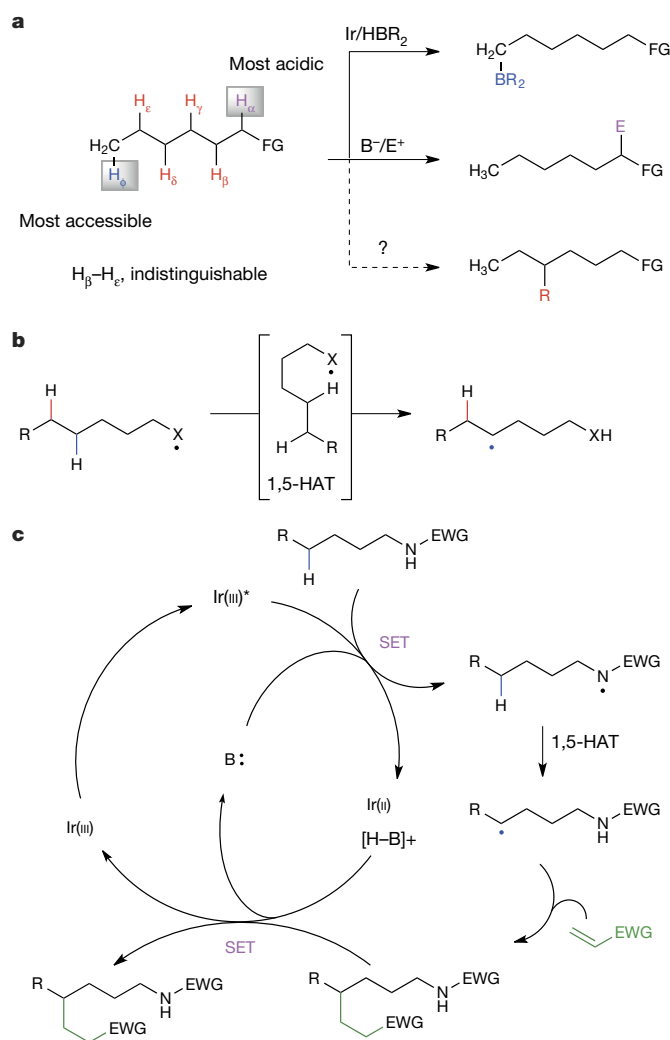 a
Most acidic
Hε
Hγ
Hα
H2C
FG
Hϕ
Hδ
Hβ
Most accessible
Hβ–Hε, indistinguishable
Ir/HBR2
H2C
BR2
FG
B−/E+
E
H3C
FG
?
H3C
R
FG
b
H
R
H
X
X
H
H
R
1,5-HAT
H
R
XH
c
R
H
N
H
EWG
Ir(III)*
SET
R
H
N
EWG
B:
1,5-HAT
Ir(III)
Ir(II)
[H–B]+
R
N
H
EWG
EWG
SET
R
N
H
EWG
EWG
R
N
H
EWG
EWG